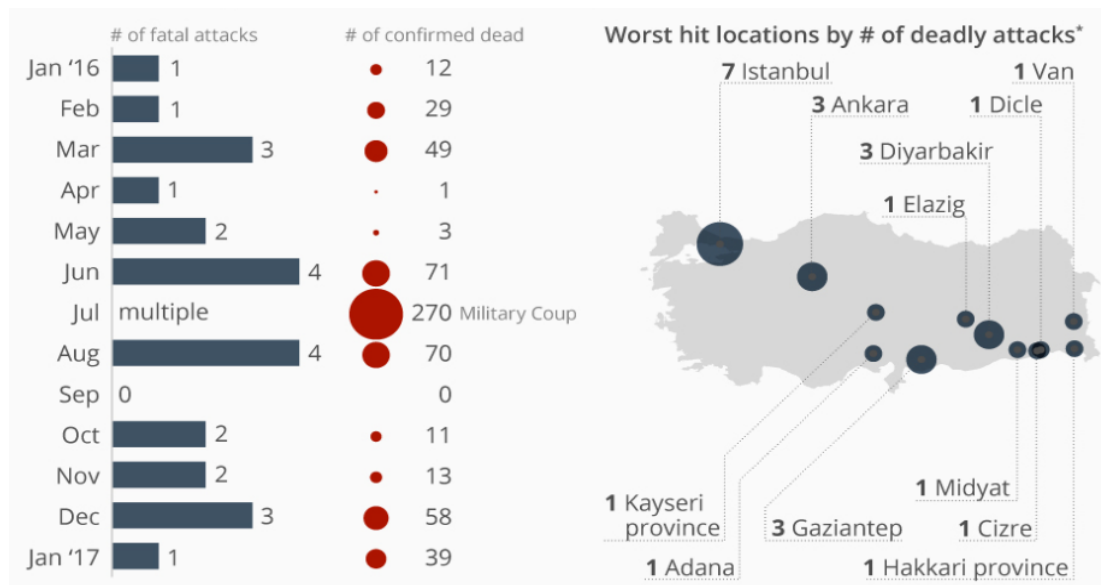 # of fatal attacks
# of confirmed dead
Jan ‘16 1 12
Feb 1 29
Mar 3 49
Apr 1 1
May 2 3
Jun 4 71
Jul multiple 270 Military Coup
Aug 4 70
Sep 0 0
Oct 2 11
Nov 2 13
Dec 3 58
Jan ‘17 1 39
Worst hit locations by # of deadly attacks*
7 Istanbul
1 Van
3 Ankara
1 Dicle
3 Diyarbakir
1 Elazig
1 Kayseri
province
1 Midyat
3 Gaziantep
1 Cizre
1 Adana
1 Hakkari province